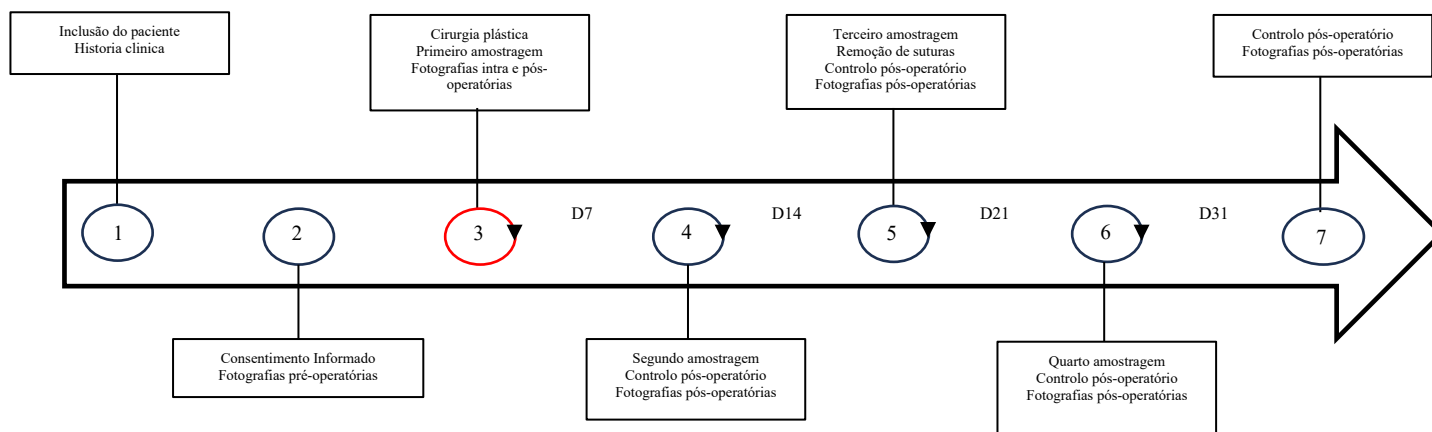 Inclusão do paciente
Historia clinica
Cirurgia plástica
Primeiro amostragem
Fotografias intra e pós-
operatórias
Terceiro amostragem
Remoção de suturas
Controlo pós-operatório
Fotografias pós-operatórias
Controlo pós-operatório
Fotografias pós-operatórias
1
2
3
D7
4
D14
5
D21
6
D31
7
Consentimento Informado
Fotografias pré-operatórias
Segundo amostragem
Controlo pós-operatório
Fotografias pós-operatórias
Quarto amostragem
Controlo pós-operatório
Fotografias pós-operatórias